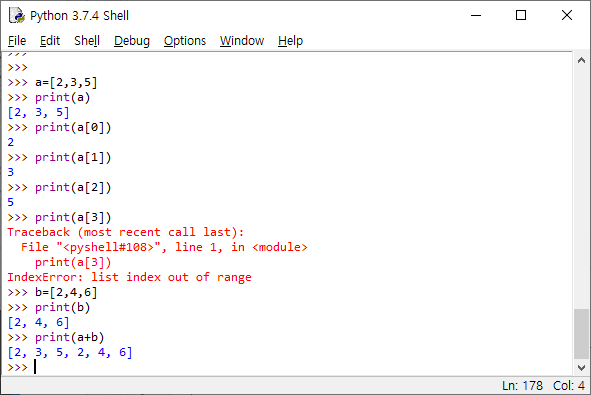 Python 3.7.4 Shell
File Edit Shell Debug Options Window Help
>>>
>>>
>>> a=[2,3,5]
>>> print(a)
[2, 3, 5]
>>> print(a[0])
2
>>> print(a[1])
3
>>> print(a[2])
5
>>> print(a[3])
Traceback (most recent call last):
  File "<pyshell#108>", line 1, in <module>
    print(a[3])
IndexError: list index out of range
>>> b=[2,4,6]
>>> print(b)
[2, 4, 6]
>>> print(a+b)
[2, 3, 5, 2, 4, 6]
>>>
Ln: 178 Col: 4